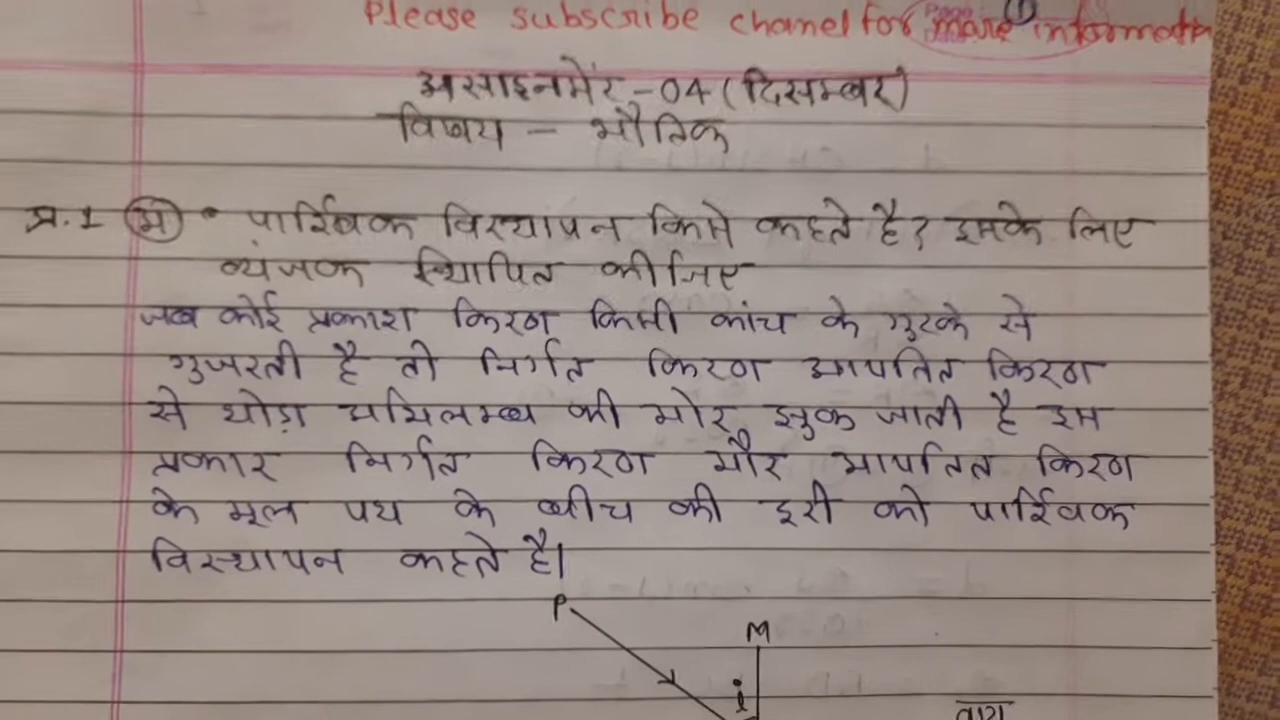 Please subscribe chanel for more information
असाइनमेंट -04 (दिसम्बर)
विषय - भौतिक
प्र.1 (अ) • पार्श्विक विस्थापन किसे कहते है? इसके लिए
व्यंजक स्थापित कीजिए
जब कोई प्रकाश किरण किसी कांच के गुटके से
गुजरती है तो निर्गत किरण आपतित किरण
से थोड़ा अभिलम्ब की ओर झुक जाती है इस
प्रकार निर्गत किरण और आपतित किरण
के मूल पथ के बीच की दूरी को पार्श्विक
विस्थापन कहते है।
P
M
i